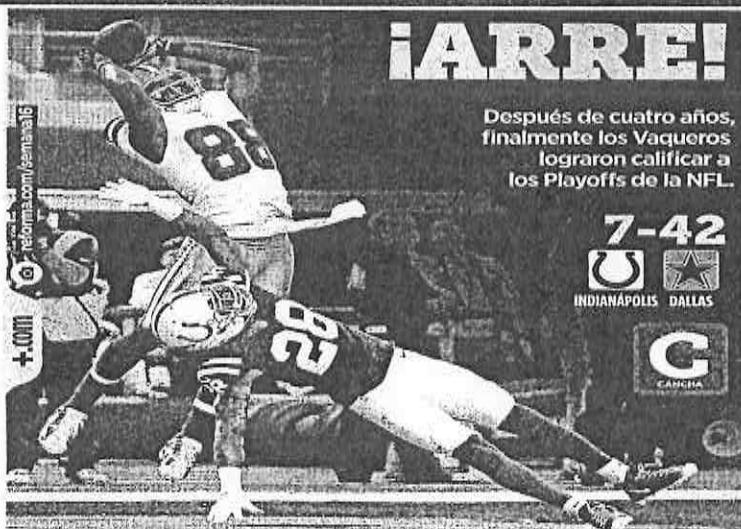 ¡ARRE!
Después de cuatro años,
finalmente los Vaqueros
lograron calificar a
los Playoffs de la NFL.
7-42
INDIANÁPOLIS DALLAS
C
CANCHA
reforma.com/semana16
+.com
88
28